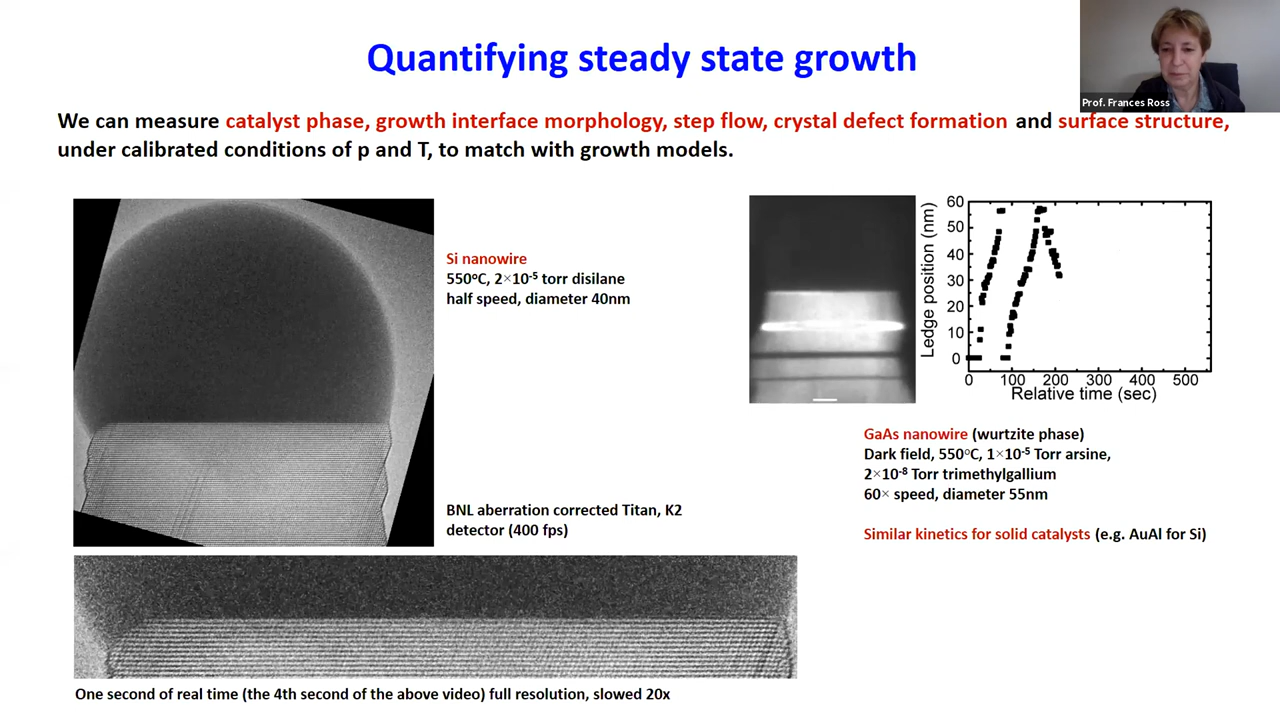 Quantifying steady state growth
Prof. Frances Ross
We can measure catalyst phase, growth interface morphology, step flow, crystal defect formation and surface structure,
under calibrated conditions of p and T, to match with growth models.
Si nanowire
550°C, 2×10⁻⁵ torr disilane
half speed, diameter 40nm
BNL aberration corrected Titan, K2
detector (400 fps)
One second of real time (the 4th second of the above video) full resolution, slowed 20x
Ledge position (nm)
60
50
40
30
20
10
0
0 100 200 300 400 500
Relative time (sec)
GaAs nanowire (wurtzite phase)
Dark field, 550°C, 1×10⁻⁵ Torr arsine,
2×10⁻⁸ Torr trimethylgallium
60× speed, diameter 55nm
Similar kinetics for solid catalysts (e.g. AuAl for Si)